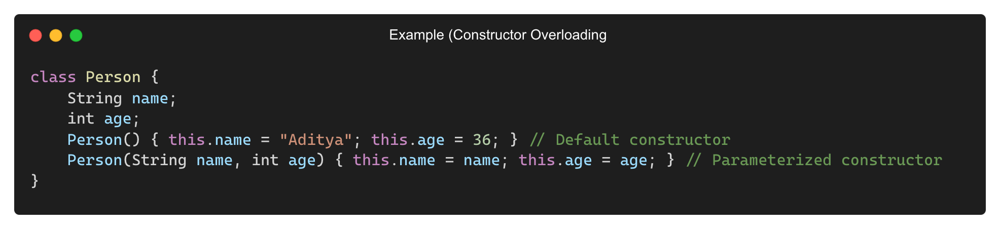 Example (Constructor Overloading
class Person {
    String name;
    int age;
    Person() { this.name = "Aditya"; this.age = 36; } // Default constructor
    Person(String name, int age) { this.name = name; this.age = age; } // Parameterized constructor
}